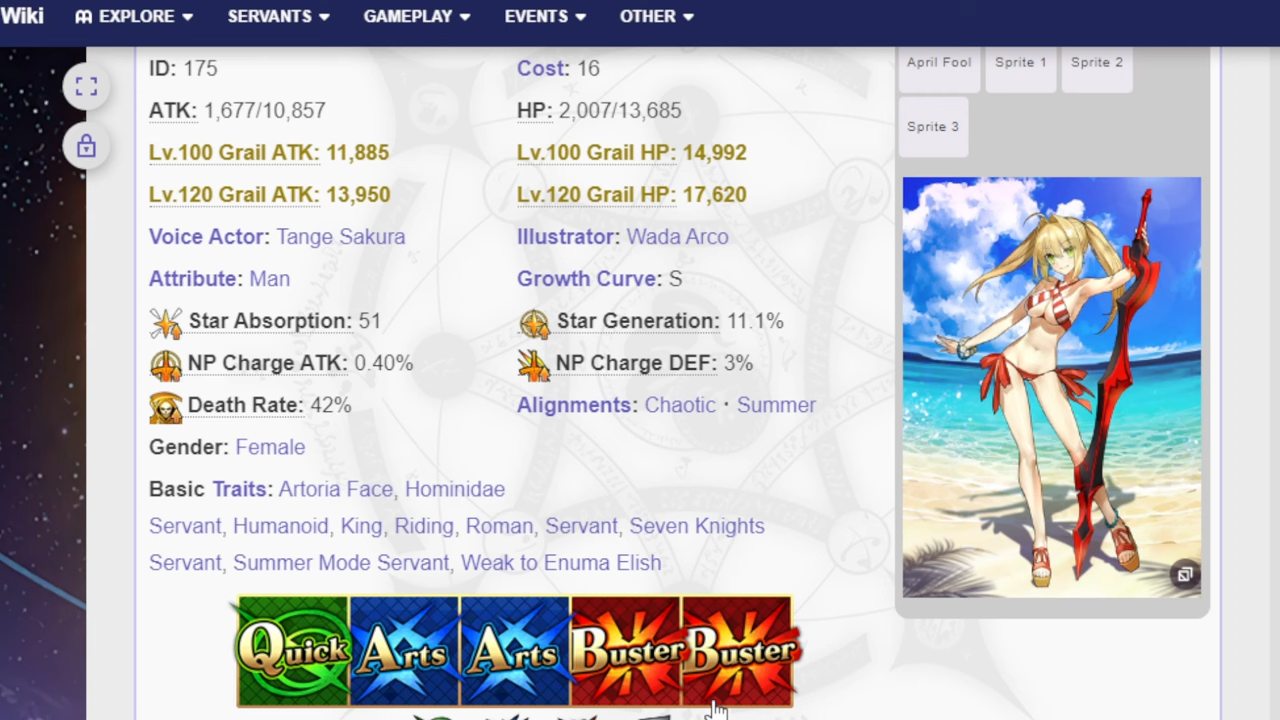 Wiki EXPLORE SERVANTS GAMEPLAY EVENTS OTHER
April Fool Sprite 1 Sprite 2
Sprite 3
ID: 175 Cost: 16
ATK: 1,677/10,857 HP: 2,007/13,685
Lv.100 Grail ATK: 11,885 Lv.100 Grail HP: 14,992
Lv.120 Grail ATK: 13,950 Lv.120 Grail HP: 17,620
Voice Actor: Tange Sakura Illustrator: Wada Arco
Attribute: Man Growth Curve: S
Star Absorption: 51 Star Generation: 11.1%
NP Charge ATK: 0.40% NP Charge DEF: 3%
Death Rate: 42% Alignments: Chaotic · Summer
Gender: Female
Basic Traits: Artoria Face, Hominidae
Servant, Humanoid, King, Riding, Roman, Servant, Seven Knights
Servant, Summer Mode Servant, Weak to Enuma Elish
Quick Arts Arts Buster Buster